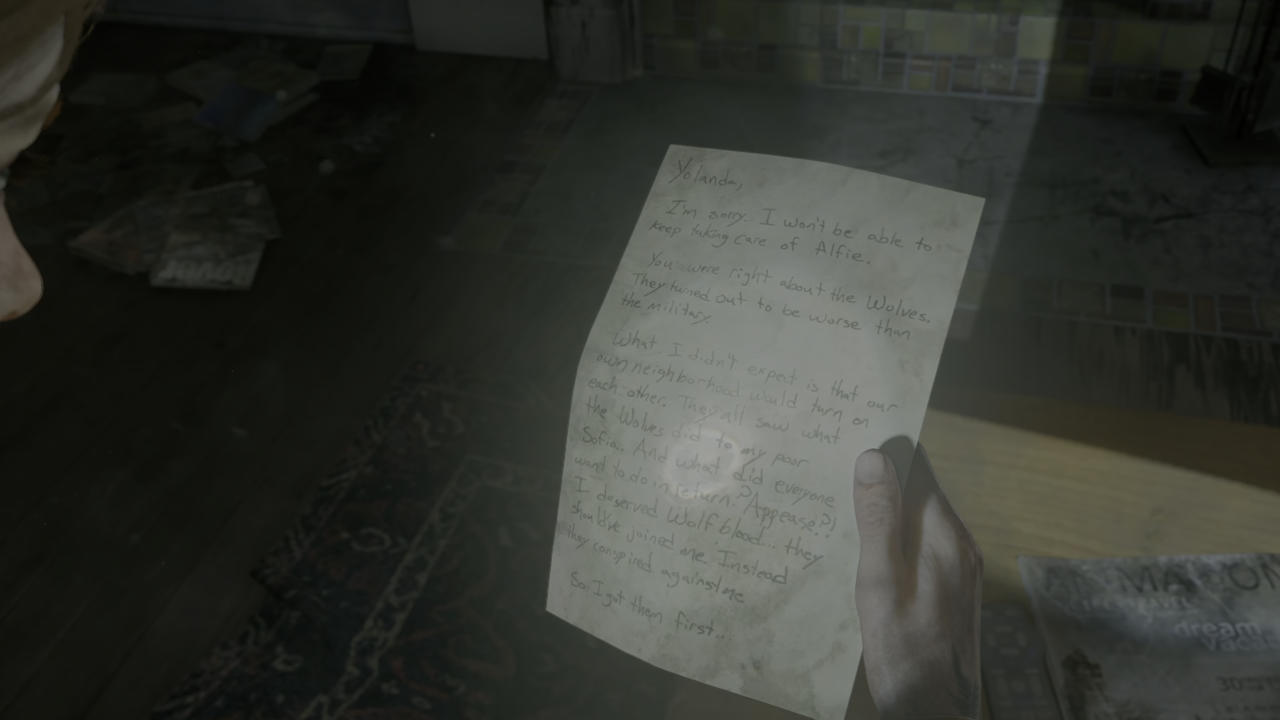 Yolanda,
I'm sorry. I won't be able to
keep taking care of Alfie.
You were right about the Wolves.
They turned out to be worse than
the military.
What I didn't expect is that our
own neighborhood would turn on
each other. They all saw what
the Wolves did to my poor
Sofia. And what did everyone
want to do in return? Appease?!
I deserved Wolf blood... they
should've joined me. Instead
they conspired against me
So I got them first...
dream
30